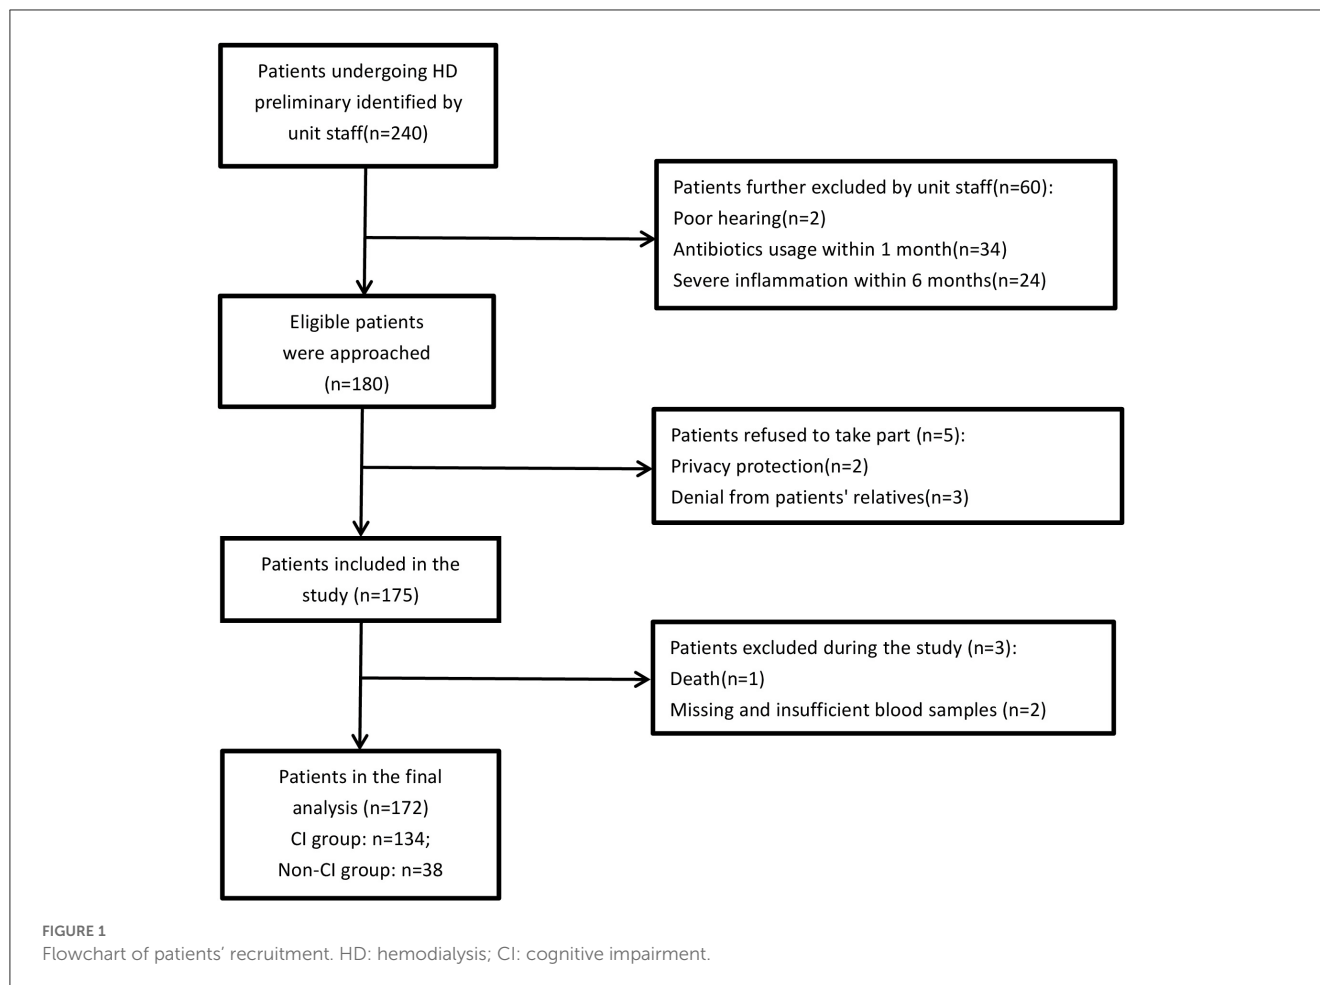 Patients undergoing HD
preliminary identified by
unit staff(n=240)
Patients further excluded by unit staff(n=60):
Poor hearing(n=2)
Antibiotics usage within 1 month(n=34)
Severe inflammation within 6 months(n=24)
Eligible patients
were approached
(n=180)
Patients refused to take part (n=5):
Privacy protection(n=2)
Denial from patients' relatives(n=3)
Patients included in the
study (n=175)
Patients excluded during the study (n=3):
Death(n=1)
Missing and insufficient blood samples (n=2)
Patients in the final
analysis (n=172)
CI group: n=134;
Non-CI group: n=38
FIGURE 1
Flowchart of patients’ recruitment. HD: hemodialysis; CI: cognitive impairment.